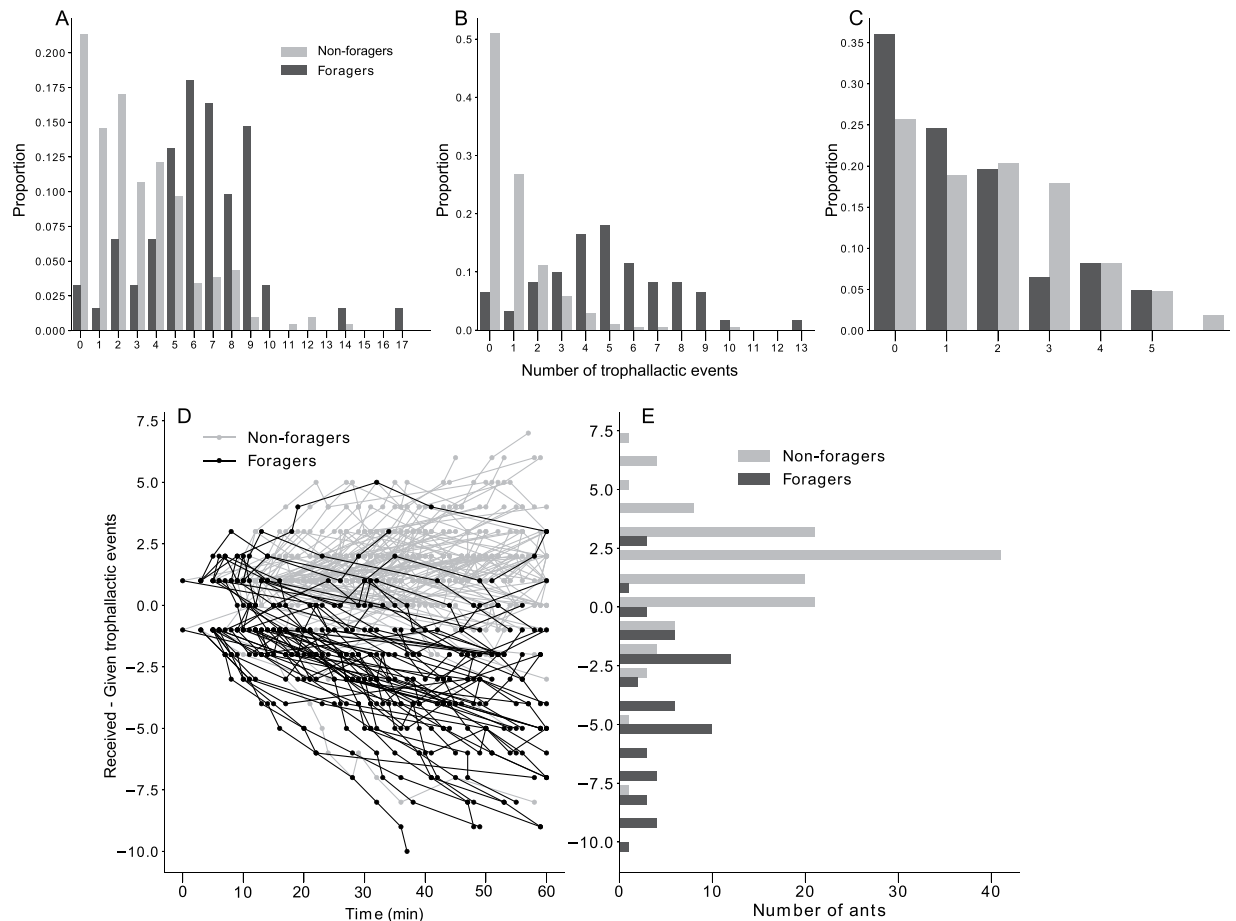 A
Proportion
0.200
0.175
0.150
0.125
0.100
0.075
0.050
0.025
0.000
0 1 2 3 4 5 6 7 8 9 10 11 12 13 14 15 16 17
Non-foragers
Foragers
B
Proportion
0.5
0.4
0.3
0.2
0.1
0.0
0 1 2 3 4 5 6 7 8 9 10 11 12 13
Number of trophallactic events
C
Proportion
0.35
0.30
0.25
0.20
0.15
0.10
0.05
0.00
0 1 2 3 4 5
D
Non-foragers
Foragers
Received - Given trophallactic events
7.5
5.0
2.5
0.0
−2.5
−5.0
−7.5
−10.0
0 10 20 30 40 50 60
Time (min)
E
Non-foragers
Foragers
7.5
5.0
2.5
0.0
−2.5
−5.0
−7.5
−10.0
0 10 20 30 40
Number of ants